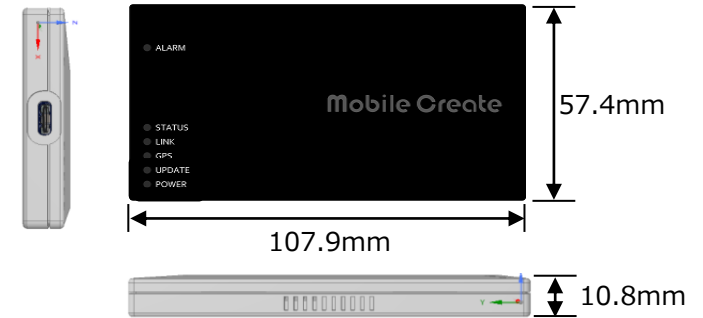 Z
X
ALARM
Mobile Create
57.4mm
STATUS
LINK
GPS
UPDATE
POWER
107.9mm
10.8mm
Y